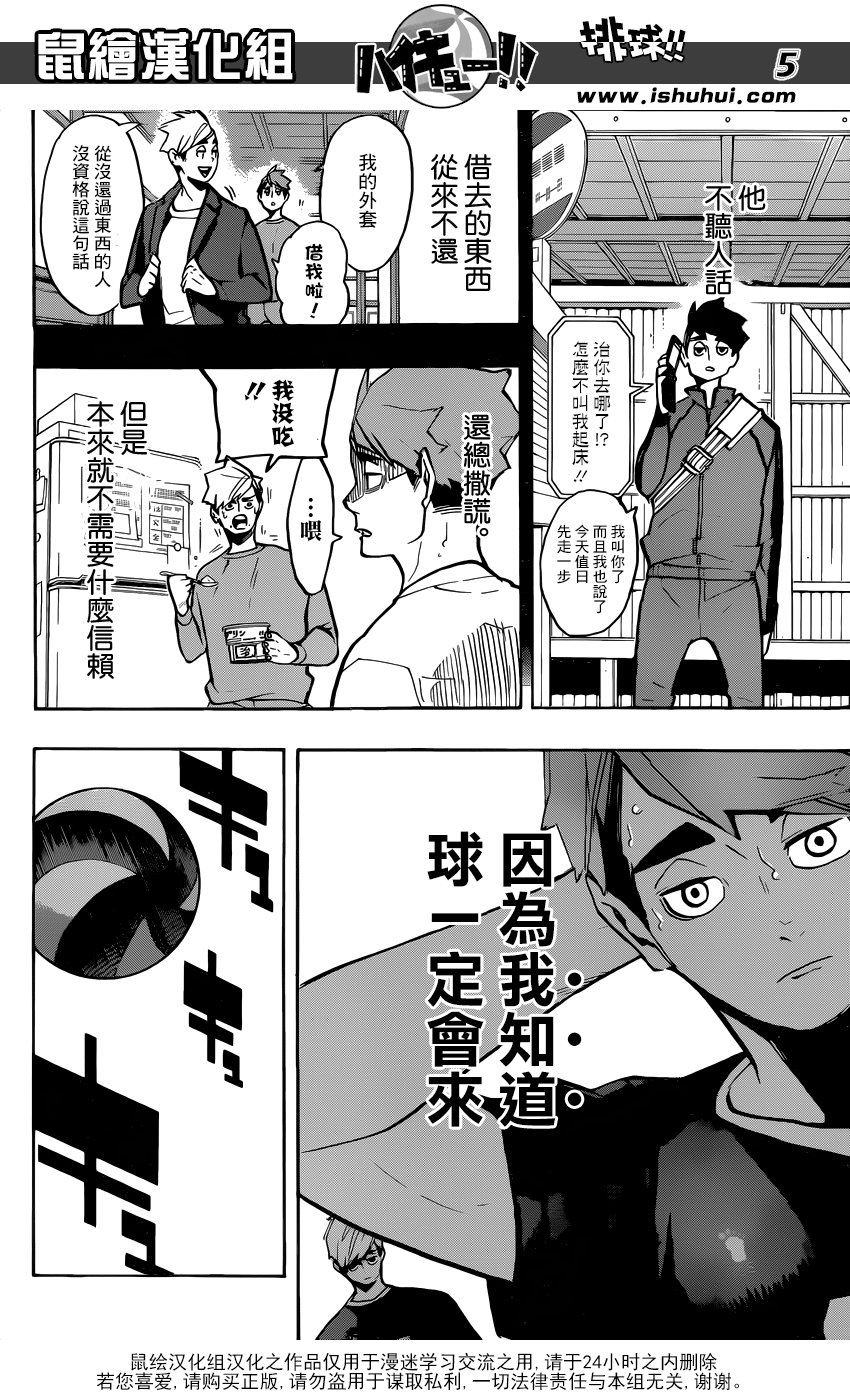 鼠繪漢化組
ハイキュー!!
排球!!
5
www.ishuhui.com
他
不聽人話
治你去哪了!?
怎麼不叫我起床!!
我叫你了
而且我也說了
今天值日
先走一步
借去的東西
從來不還
我的外套
借我啦!
從沒還過東西的人
沒資格說這句話
還總撒謊。
我没吃!!
…喂
プリン
治
但是
本來就不需要什麼信賴
因為我知道
球一定會來
キュ
キュ
キュ
鼠绘汉化组汉化之作品仅用于漫迷学习交流之用,请于24小时之内删除
若您喜爱,请购买正版,请勿盗用于谋取私利,一切法律责任与本组无关,谢谢。